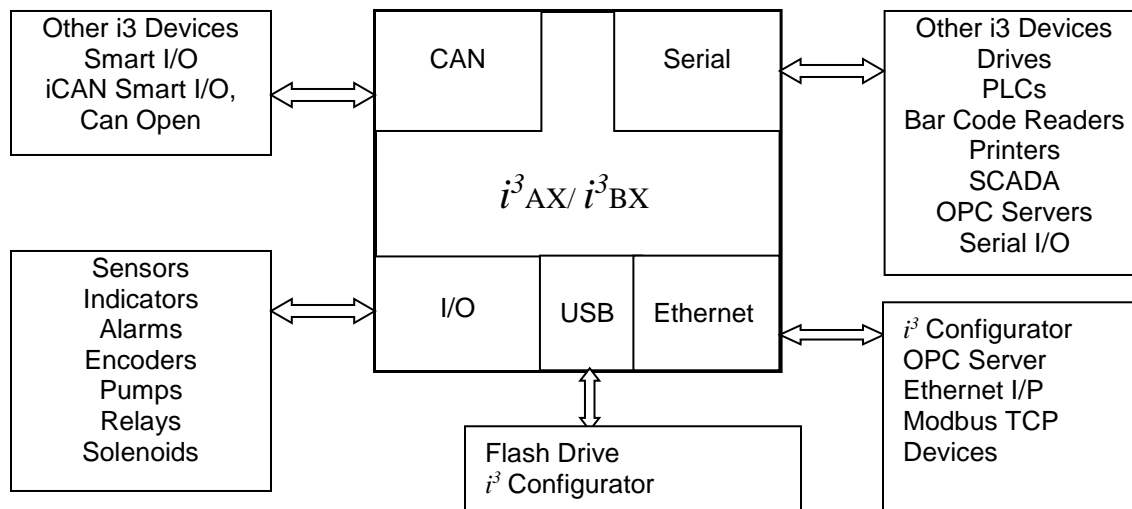 Other i3 Devices
Smart I/O
iCAN Smart I/O,
Can Open
CAN
Serial
Other i3 Devices
Drives
PLCs
Bar Code Readers
Printers
SCADA
OPC Servers
Serial I/O
i³AX/ i³BX
Sensors
Indicators
Alarms
Encoders
Pumps
Relays
Solenoids
I/O
USB
Ethernet
i³ Configurator
OPC Server
Ethernet I/P
Modbus TCP
Devices
Flash Drive
i³ Configurator